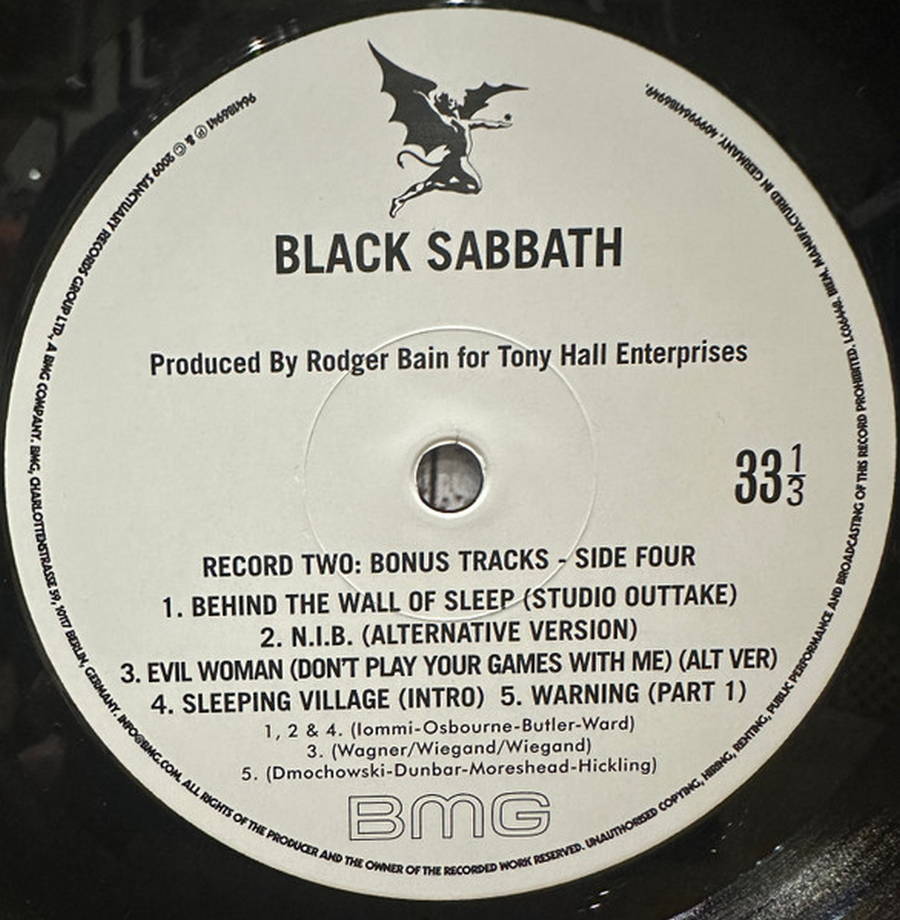 BLACK SABBATH
Produced By Rodger Bain for Tony Hall Enterprises
33 1/3
RECORD TWO: BONUS TRACKS - SIDE FOUR
1. BEHIND THE WALL OF SLEEP (STUDIO OUTTAKE)
2. N.I.B. (ALTERNATIVE VERSION)
3. EVIL WOMAN (DON'T PLAY YOUR GAMES WITH ME) (ALT VER)
4. SLEEPING VILLAGE (INTRO) 5. WARNING (PART 1)
1, 2 & 4. (Iommi-Osbourne-Butler-Ward)
3. (Wagner/Wiegand/Wiegand)
5. (Dmochowski-Dunbar-Moreshead-Hickling)
BMG
964186941 ℗ & © 2009 SANCTUARY RECORDS GROUP LTD., A BMG COMPANY. BMG, CHARLOTTENSTRASSE 59, 10117 BERLIN, GERMANY. INFO@BMG.COM. ALL RIGHTS OF THE PRODUCER AND THE OWNER OF THE RECORDED WORK RESERVED. UNAUTHORISED COPYING, HIRING, RENTING, PUBLIC PERFORMANCE AND BROADCASTING OF THIS RECORD PROHIBITED. LC06448. BIEM. MANUFACTURED IN GERMANY. 4099964186949.